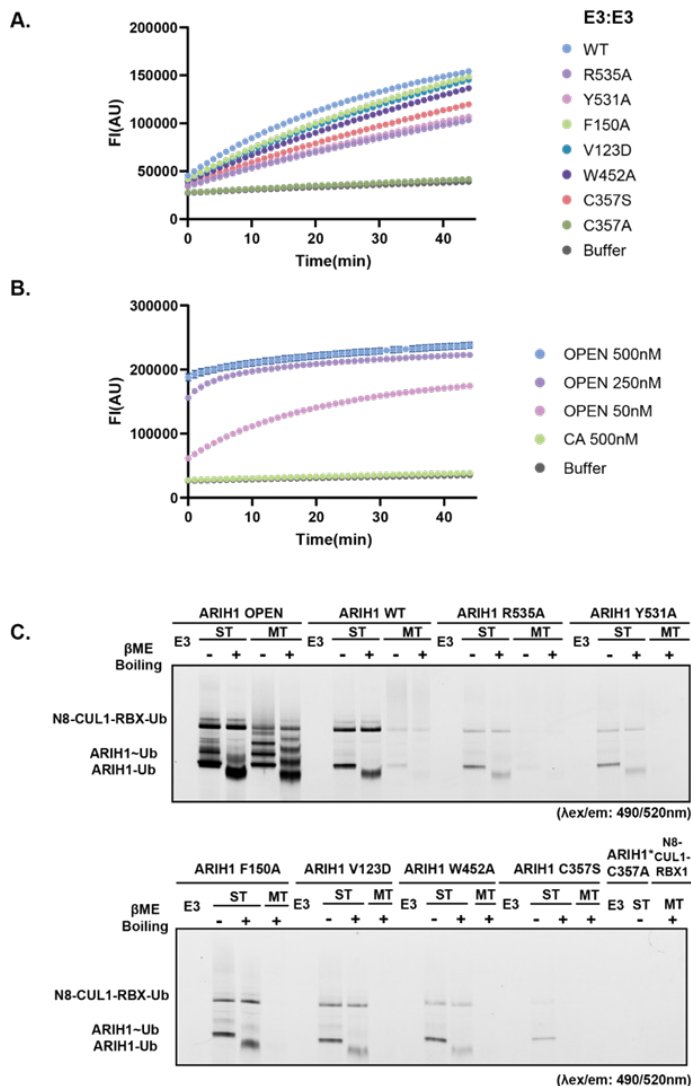 A.
E3:E3
FI(AU)
200000
150000
100000
50000
0
0 10 20 30 40
Time(min)
WT
R535A
Y531A
F150A
V123D
W452A
C357S
C357A
Buffer
B.
FI(AU)
300000
200000
100000
0
0 10 20 30 40
Time(min)
OPEN 500nM
OPEN 250nM
OPEN 50nM
CA 500nM
Buffer
C.
ARIH1 OPEN ARIH1 WT ARIH1 R535A ARIH1 Y531A
E3 ST MT E3 ST MT E3 ST MT E3 ST MT
βME
Boiling - + - + - + - + - + - + - + - +
N8-CUL1-RBX-Ub
ARIH1~Ub
ARIH1-Ub
(λex/em: 490/520nm)
ARIH1 F150A ARIH1 V123D ARIH1 W452A ARIH1 C357S ARIH1* C357A N8-CUL1-RBX1
E3 ST MT E3 ST MT E3 ST MT E3 ST MT E3 ST MT
βME
Boiling - + + - + + - + + - + + - +
N8-CUL1-RBX-Ub
ARIH1~Ub
ARIH1-Ub
(λex/em: 490/520nm)